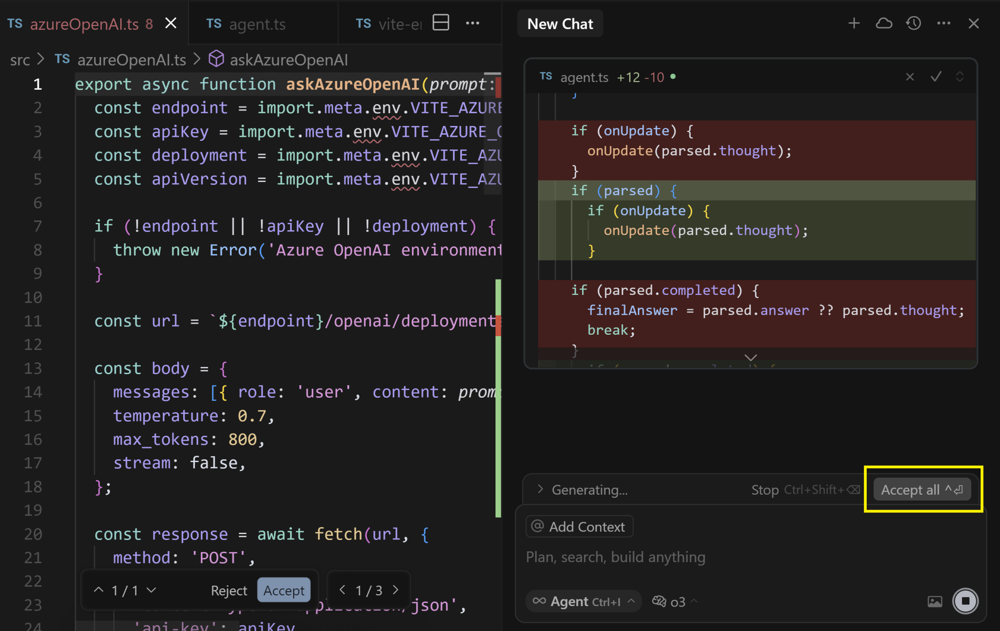 TS azureOpenAI.ts 8
TS agent.ts
TS vite-e
src > TS azureOpenAI.ts > askAzureOpenAI
1 export async function askAzureOpenAI(prompt:
2 const endpoint = import.meta.env.VITE_AZURE
3 const apiKey = import.meta.env.VITE_AZURE_
4 const deployment = import.meta.env.VITE_AZU
5 const apiVersion = import.meta.env.VITE_AZU
6
7 if (!endpoint || !apiKey || !deployment) {
8 throw new Error('Azure OpenAI environment
9 }
10
11 const url = `${endpoint}/openai/deployment
12
13 const body = {
14 messages: [{ role: 'user', content: prom
15 temperature: 0.7,
16 max_tokens: 800,
17 stream: false,
18 };
19
20 const response = await fetch(url, {
21 method: 'POST',
22
23 json',
24 'api-key': apiKey
1 / 1
Reject
Accept
< 1 / 3 >
New Chat
TS agent.ts +12 -10
}
if (onUpdate) {
onUpdate(parsed.thought);
}
if (parsed) {
if (onUpdate) {
onUpdate(parsed.thought);
}
if (parsed.completed) {
finalAnswer = parsed.answer ?? parsed.thought;
break;
}
> Generating...
Stop Ctrl+Shift+⌫
Accept all ^⏎
@ Add Context
Plan, search, build anything
∞ Agent Ctrl+I
o3